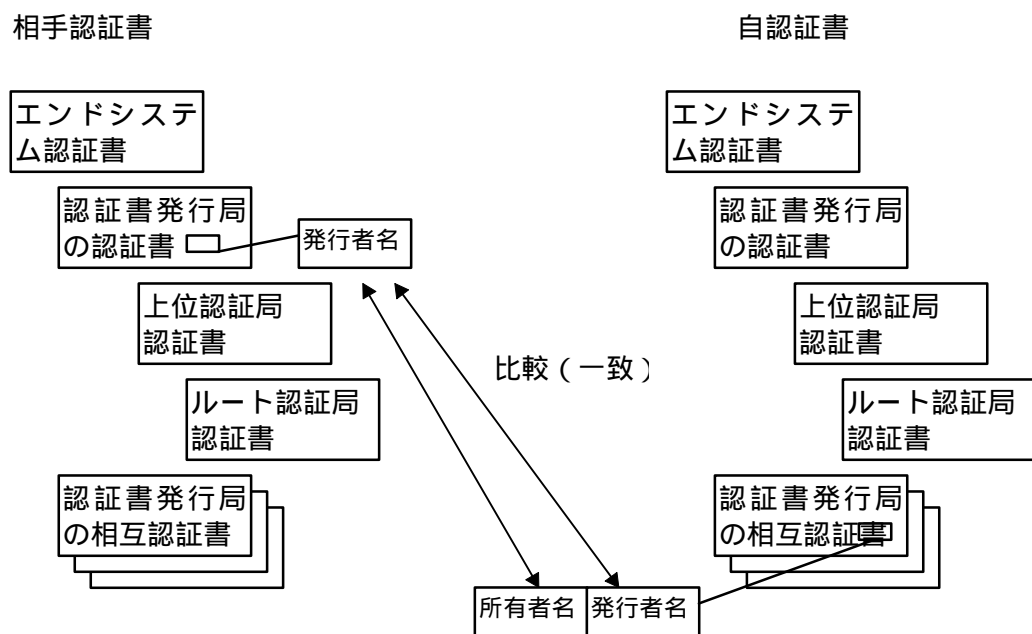 相手認証書
自認証書
エンドシステ
ム認証書
エンドシステ
ム認証書
認証書発行局
の認証書
発行者名
認証書発行局
の認証書
上位認証局
認証書
上位認証局
認証書
比較(一致)
ルート認証局
認証書
ルート認証局
認証書
認証書発行局
の相互認証書
認証書発行局
の相互認証書
所有者名
発行者名